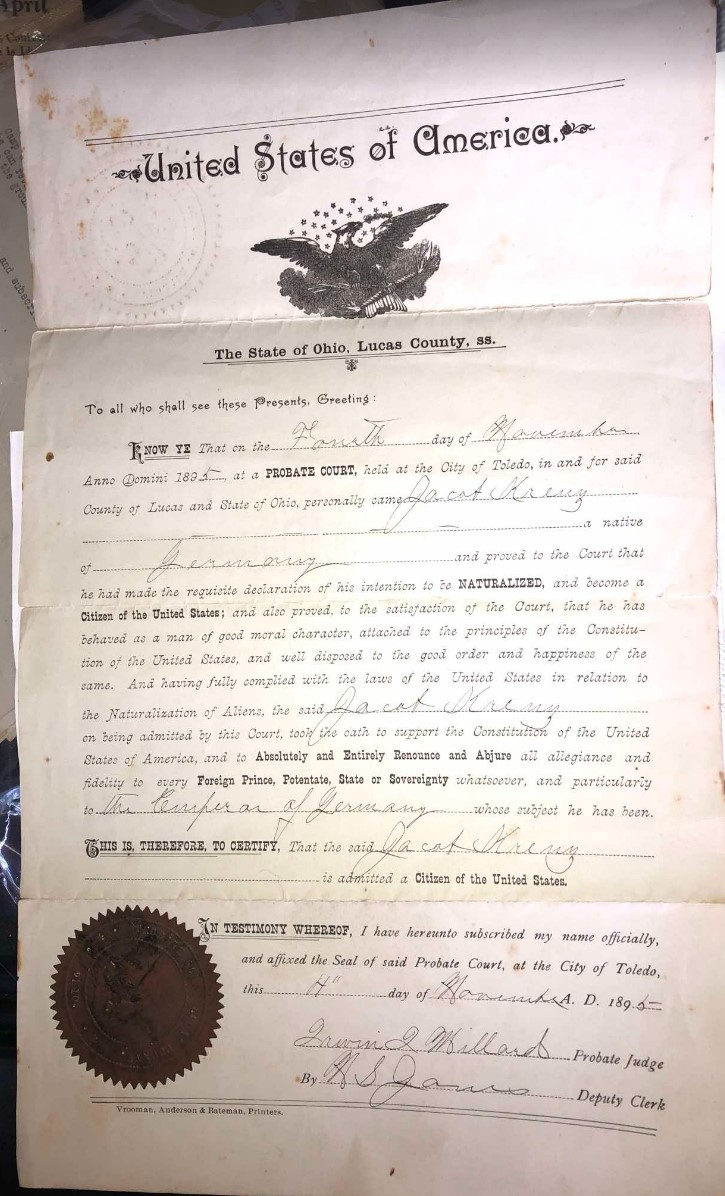 April
United States of America.
The State of Ohio, Lucas County, ss.
To all who shall see these Presents, Greeting:
KNOW YE That on the Fourth day of November
Anno Domini 1895, at a PROBATE COURT, held at the City of Toledo, in and for said
County of Lucas and State of Ohio, personally came Jacob Krenz
a native
of Germany and proved to the Court that
he had made the requisite declaration of his intention to be NATURALIZED, and become a
Citizen of the United States; and also proved, to the satisfaction of the Court, that he has
behaved as a man of good moral character, attached to the principles of the Constitu-
tion of the United States, and well disposed to the good order and happiness of the
same. And having fully complied with the laws of the United States in relation to
the Naturalization of Aliens, the said Jacob Krenz
on being admitted by this Court, took the oath to support the Constitution of the United
States of America, and to Absolutely and Entirely Renounce and Abjure all allegiance and
fidelity to every Foreign Prince, Potentate, State or Sovereignty whatsoever, and particularly
to the Emperor of Germany whose subject he has been.
THIS IS, THEREFORE, TO CERTIFY, That the said Jacob Krenz
is admitted a Citizen of the United States.
IN TESTIMONY WHEREOF, I have hereunto subscribed my name officially,
and affixed the Seal of said Probate Court, at the City of Toledo,
this 4" day of November A. D. 1895
Irwin I Millard Probate Judge
By W S Jones Deputy Clerk
Vrooman, Anderson & Bateman, Printers.